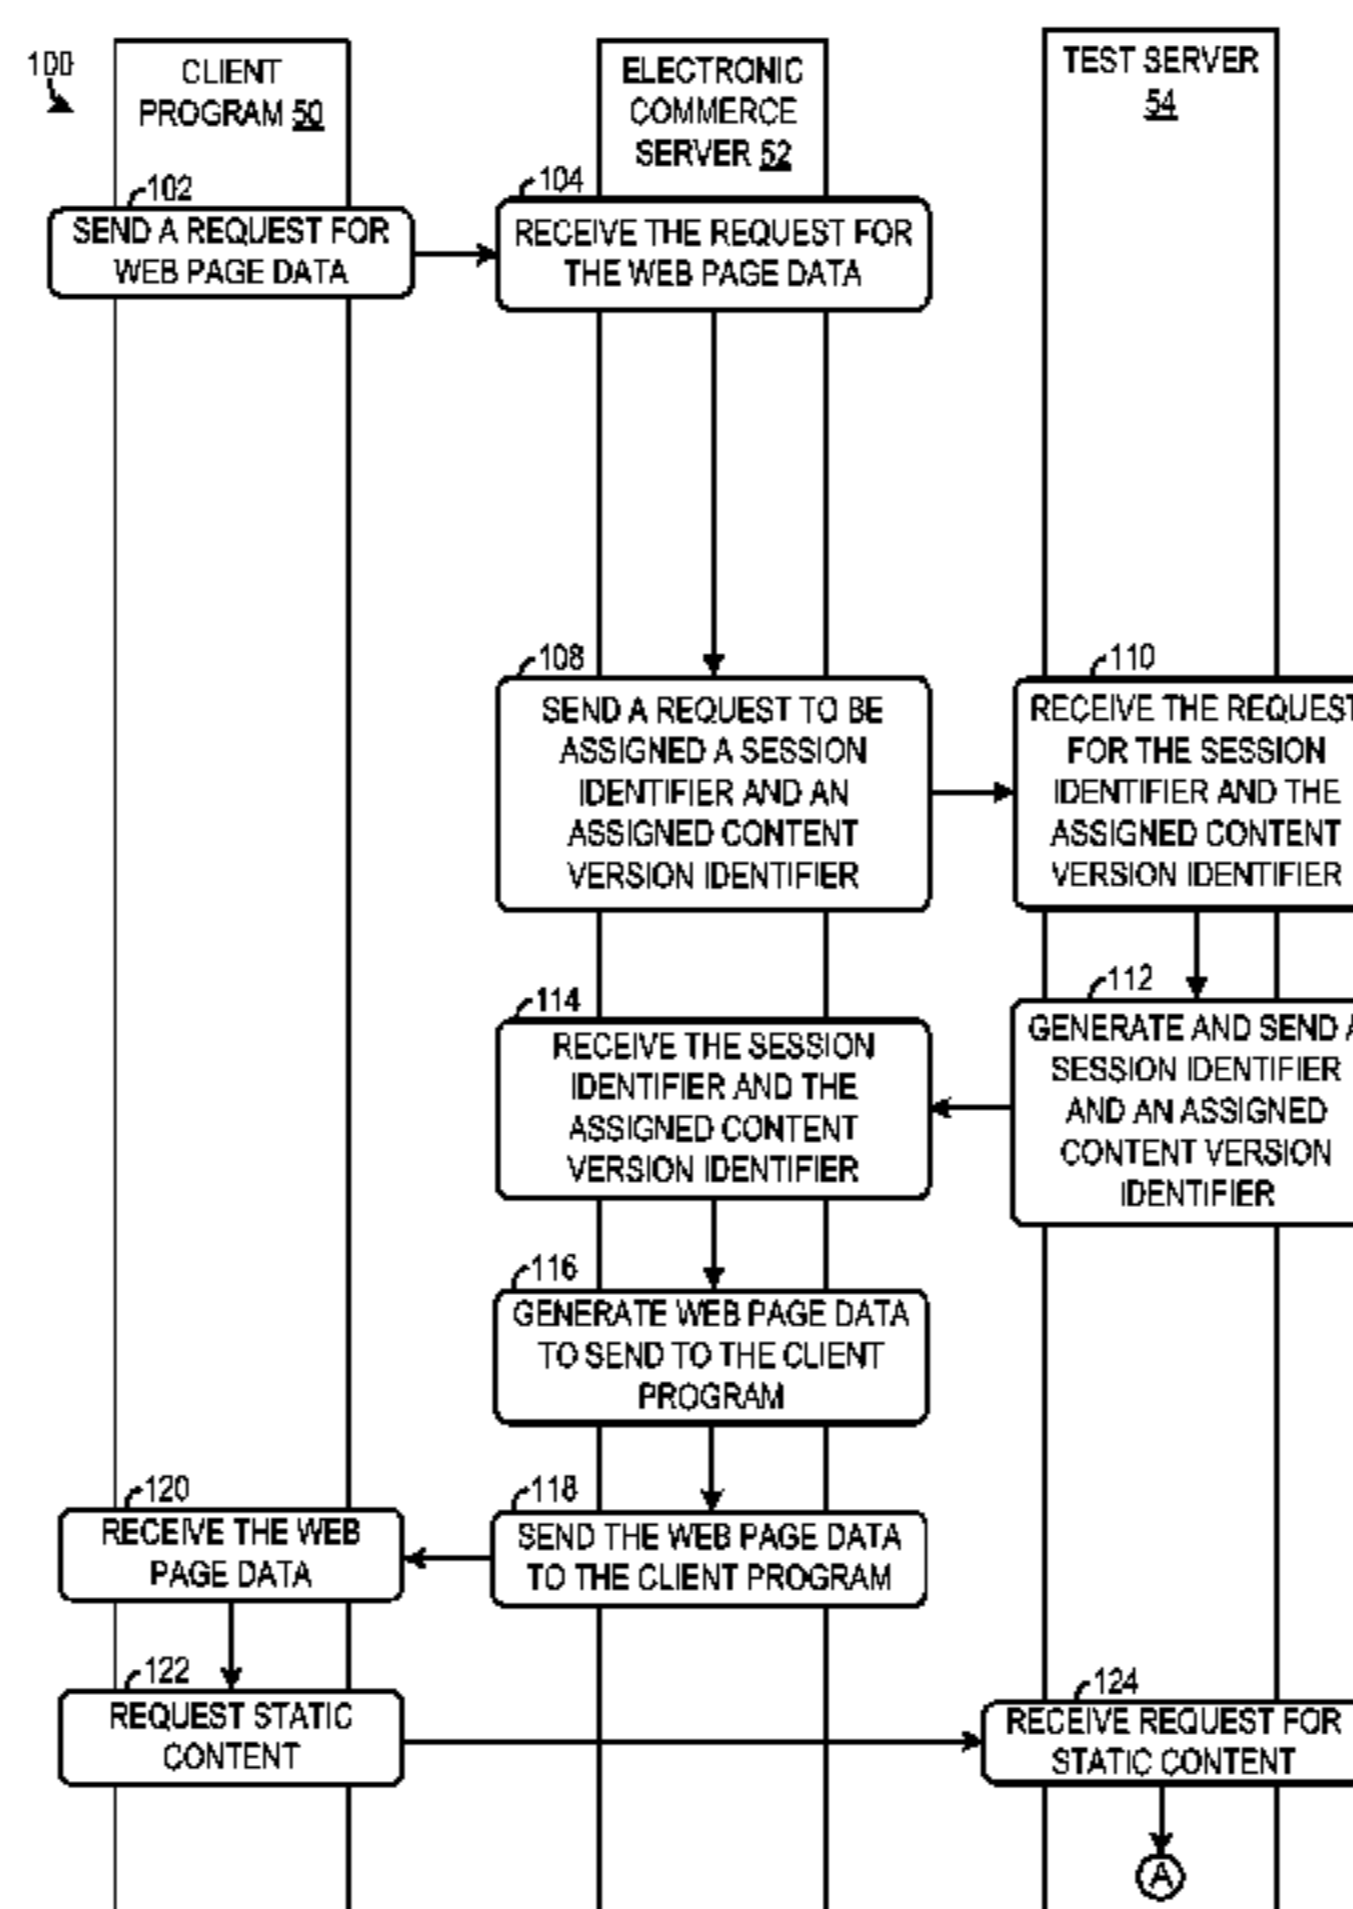 100
CLIENT
PROGRAM 50
ELECTRONIC
COMMERCE
SERVER 52
TEST SERVER
54
102
SEND A REQUEST FOR
WEB PAGE DATA
104
RECEIVE THE REQUEST FOR
THE WEB PAGE DATA
108
SEND A REQUEST TO BE
ASSIGNED A SESSION
IDENTIFIER AND AN
ASSIGNED CONTENT
VERSION IDENTIFIER
110
RECEIVE THE REQUEST
FOR THE SESSION
IDENTIFIER AND THE
ASSIGNED CONTENT
VERSION IDENTIFIER
112
GENERATE AND SEND A
SESSION IDENTIFIER
AND AN ASSIGNED
CONTENT VERSION
IDENTIFIER
114
RECEIVE THE SESSION
IDENTIFIER AND THE
ASSIGNED CONTENT
VERSION IDENTIFIER
116
GENERATE WEB PAGE DATA
TO SEND TO THE CLIENT
PROGRAM
118
SEND THE WEB PAGE DATA
TO THE CLIENT PROGRAM
120
RECEIVE THE WEB
PAGE DATA
122
REQUEST STATIC
CONTENT
124
RECEIVE REQUEST FOR
STATIC CONTENT
A